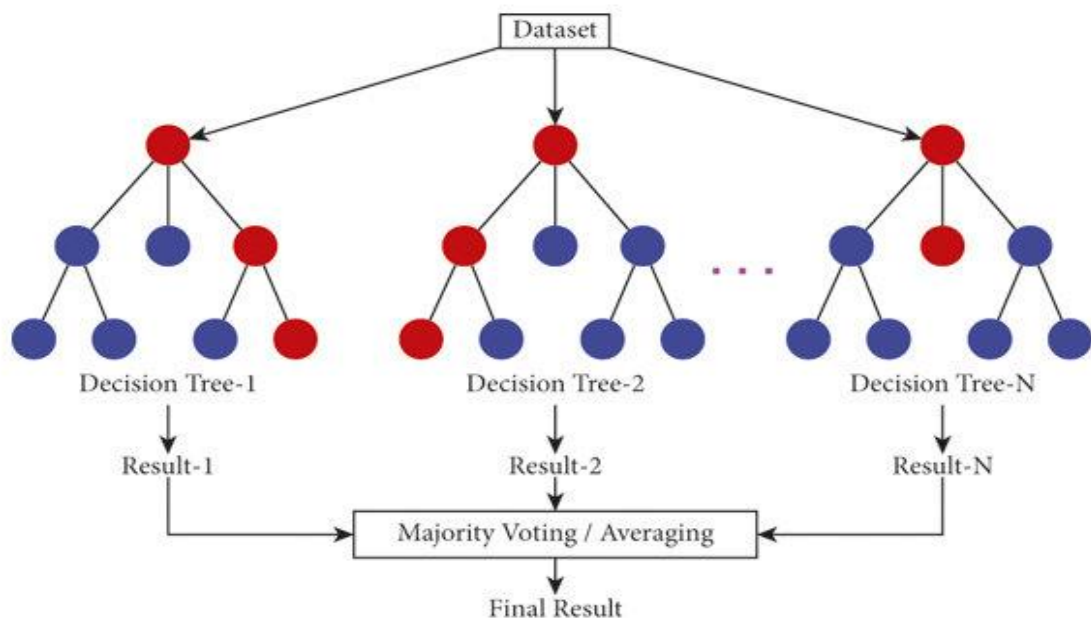 Dataset
Decision Tree-1
Decision Tree-2
Decision Tree-N
Result-1
Result-2
Result-N
Majority Voting / Averaging
Final Result